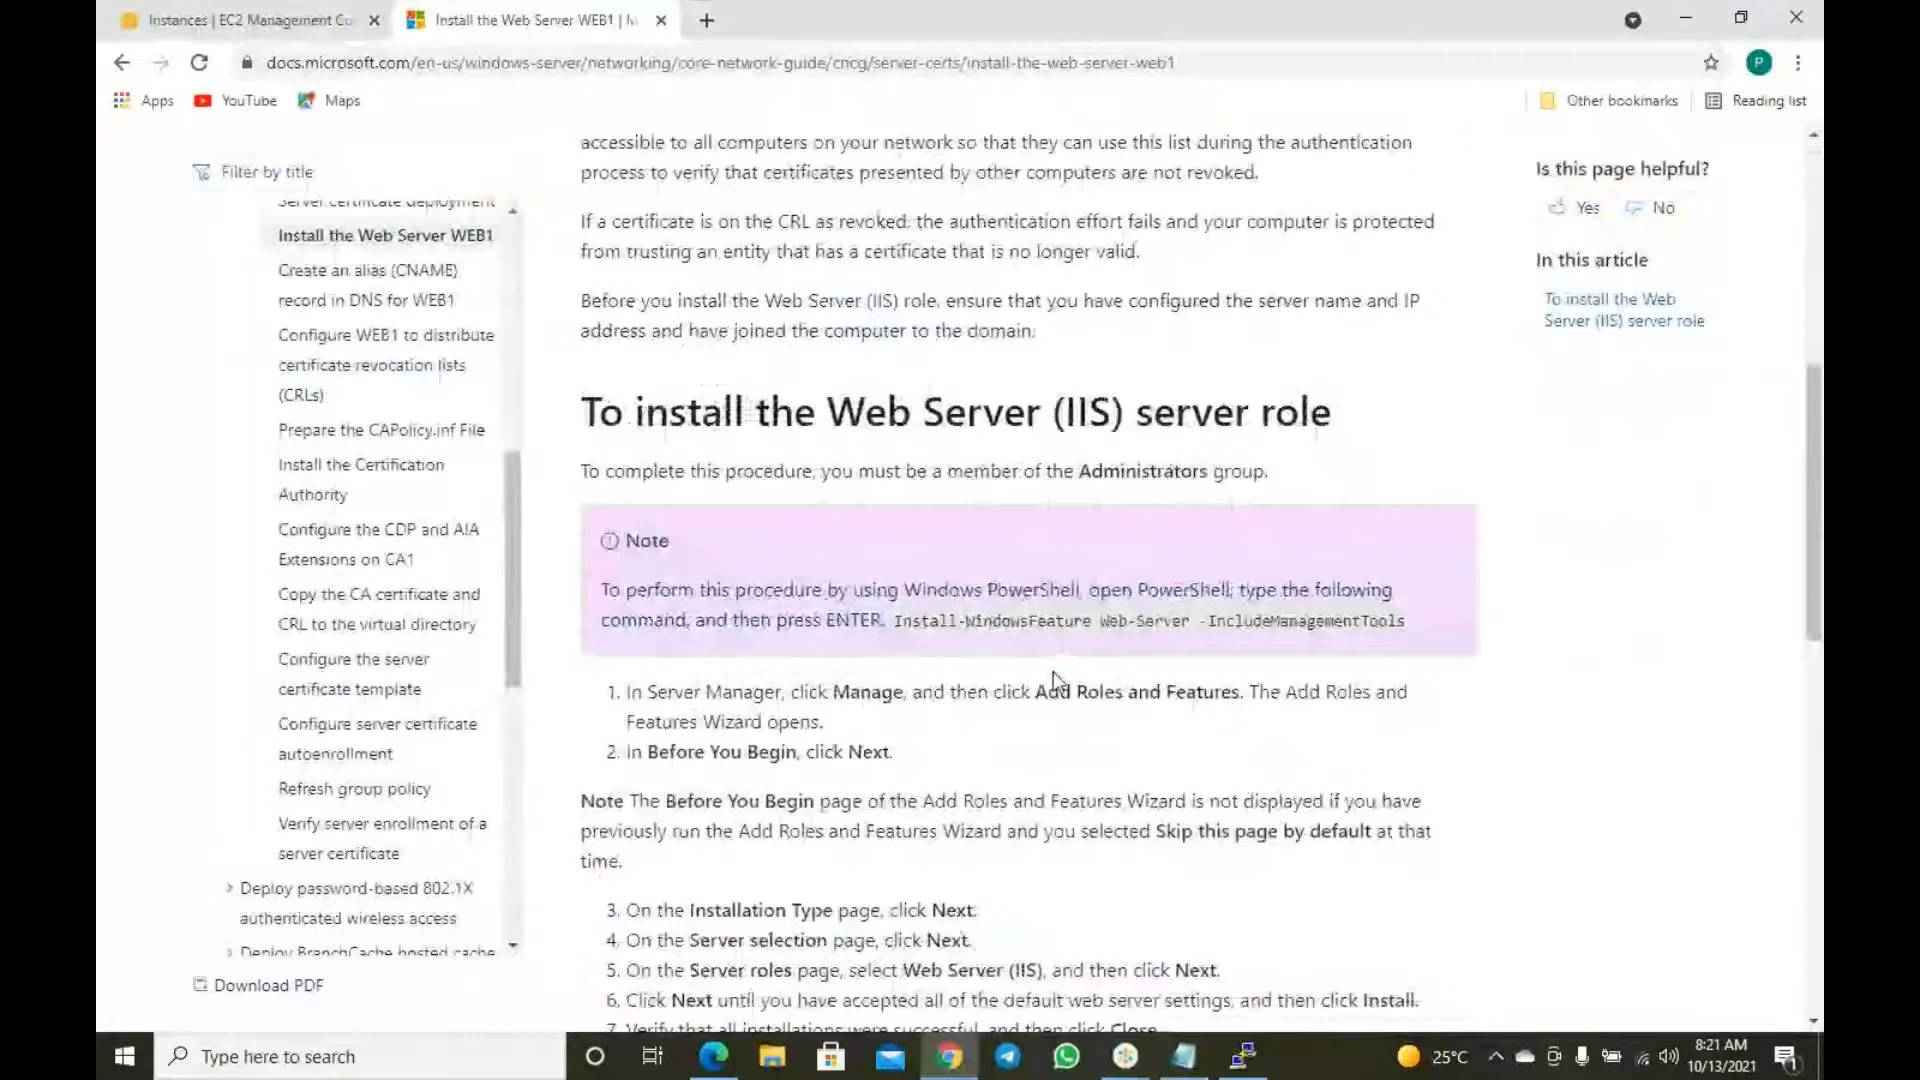 Instances | EC2 Management Co
Install the Web Server WEB1 | M
docs.microsoft.com/en-us/windows-server/networking/core-network-guide/cncg/server-certs/install-the-web-server-web1
P
Apps
YouTube
Maps
Other bookmarks
Reading list
Filter by title
Server certificate deployment
Install the Web Server WEB1
Create an alias (CNAME)
record in DNS for WEB1
Configure WEB1 to distribute
certificate revocation lists
(CRLs)
Prepare the CAPolicy.inf File
Install the Certification
Authority
Configure the CDP and AIA
Extensions on CA1
Copy the CA certificate and
CRL to the virtual directory
Configure the server
certificate template
Configure server certificate
autoenrollment
Refresh group policy
Verify server enrollment of a
server certificate
Deploy password-based 802.1X
authenticated wireless access
Deploy BranchCache hosted cache
Download PDF
accessible to all computers on your network so that they can use this list during the authentication
process to verify that certificates presented by other computers are not revoked.
If a certificate is on the CRL as revoked, the authentication effort fails and your computer is protected
from trusting an entity that has a certificate that is no longer valid.
Before you install the Web Server (IIS) role, ensure that you have configured the server name and IP
address and have joined the computer to the domain.
To install the Web Server (IIS) server role
To complete this procedure, you must be a member of the Administrators group.
Note
To perform this procedure by using Windows PowerShell, open PowerShell, type the following
command, and then press ENTER. Install-WindowsFeature Web-Server -IncludeManagementTools
1. In Server Manager, click Manage, and then click Add Roles and Features. The Add Roles and
Features Wizard opens.
2. In Before You Begin, click Next.
Note The Before You Begin page of the Add Roles and Features Wizard is not displayed if you have
previously run the Add Roles and Features Wizard and you selected Skip this page by default at that
time.
3. On the Installation Type page, click Next.
4. On the Server selection page, click Next.
5. On the Server roles page, select Web Server (IIS), and then click Next.
6. Click Next until you have accepted all of the default web server settings, and then click Install.
7. Verify that all installations were successful, and then click Close.
Is this page helpful?
Yes
No
In this article
To install the Web
Server (IIS) server role
Type here to search
25°C
8:21 AM
10/13/2021
1